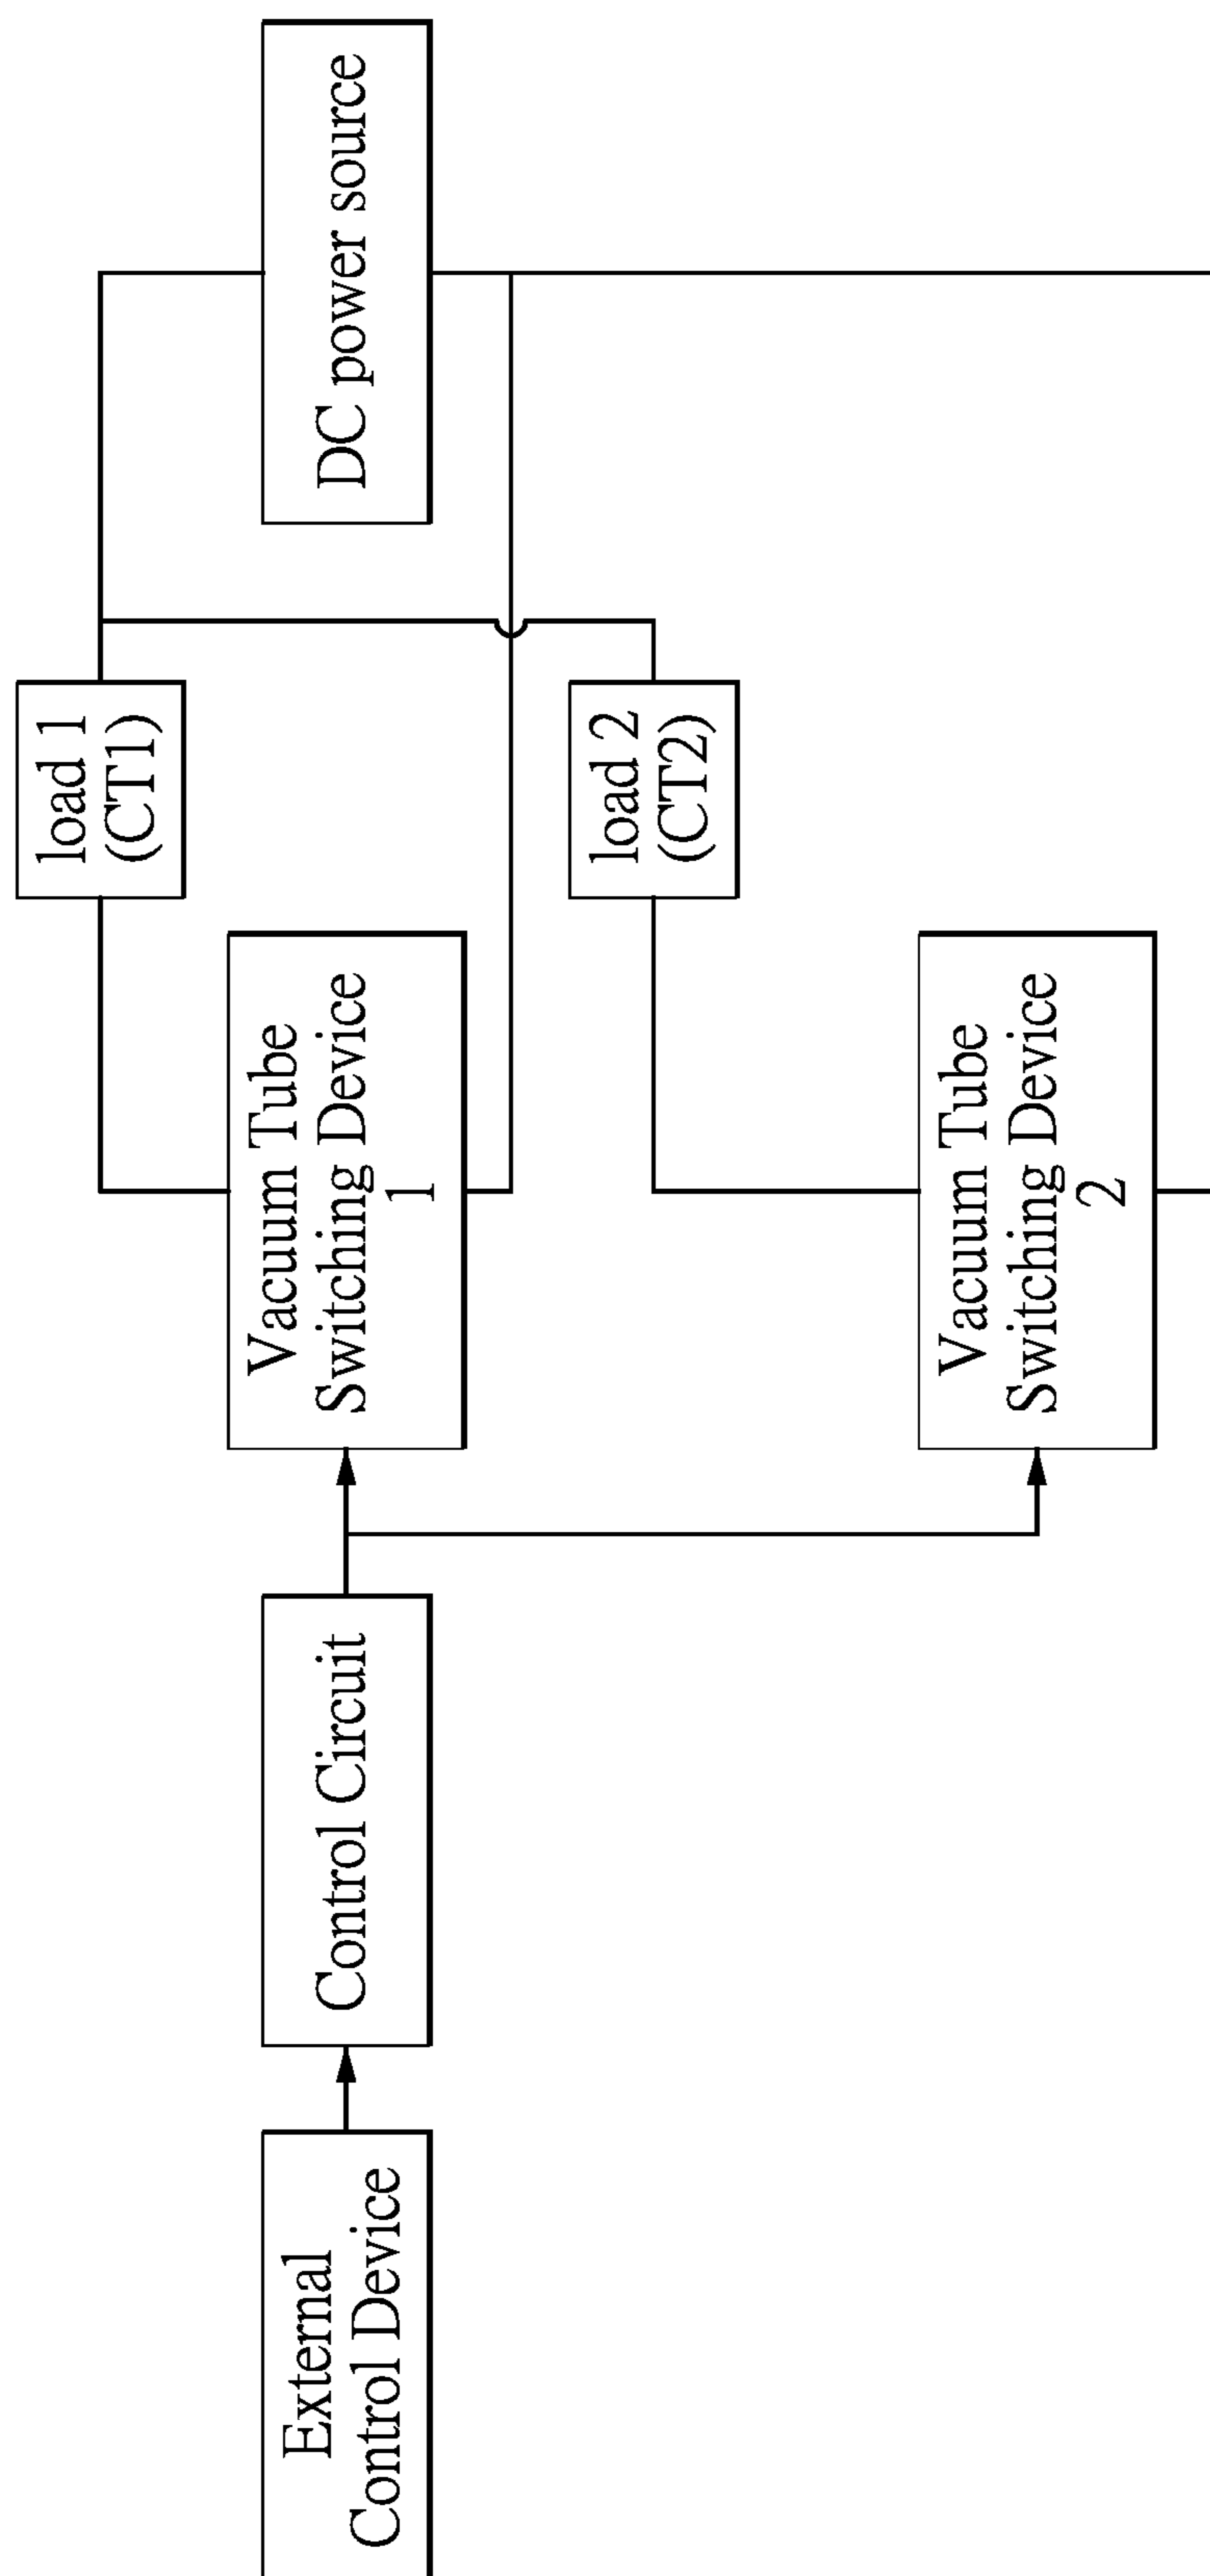 External
Control Device
Control Circuit
Vacuum Tube
Switching Device
1
load 1
(CT1)
DC power source
load 2
(CT2)
Vacuum Tube
Switching Device
2